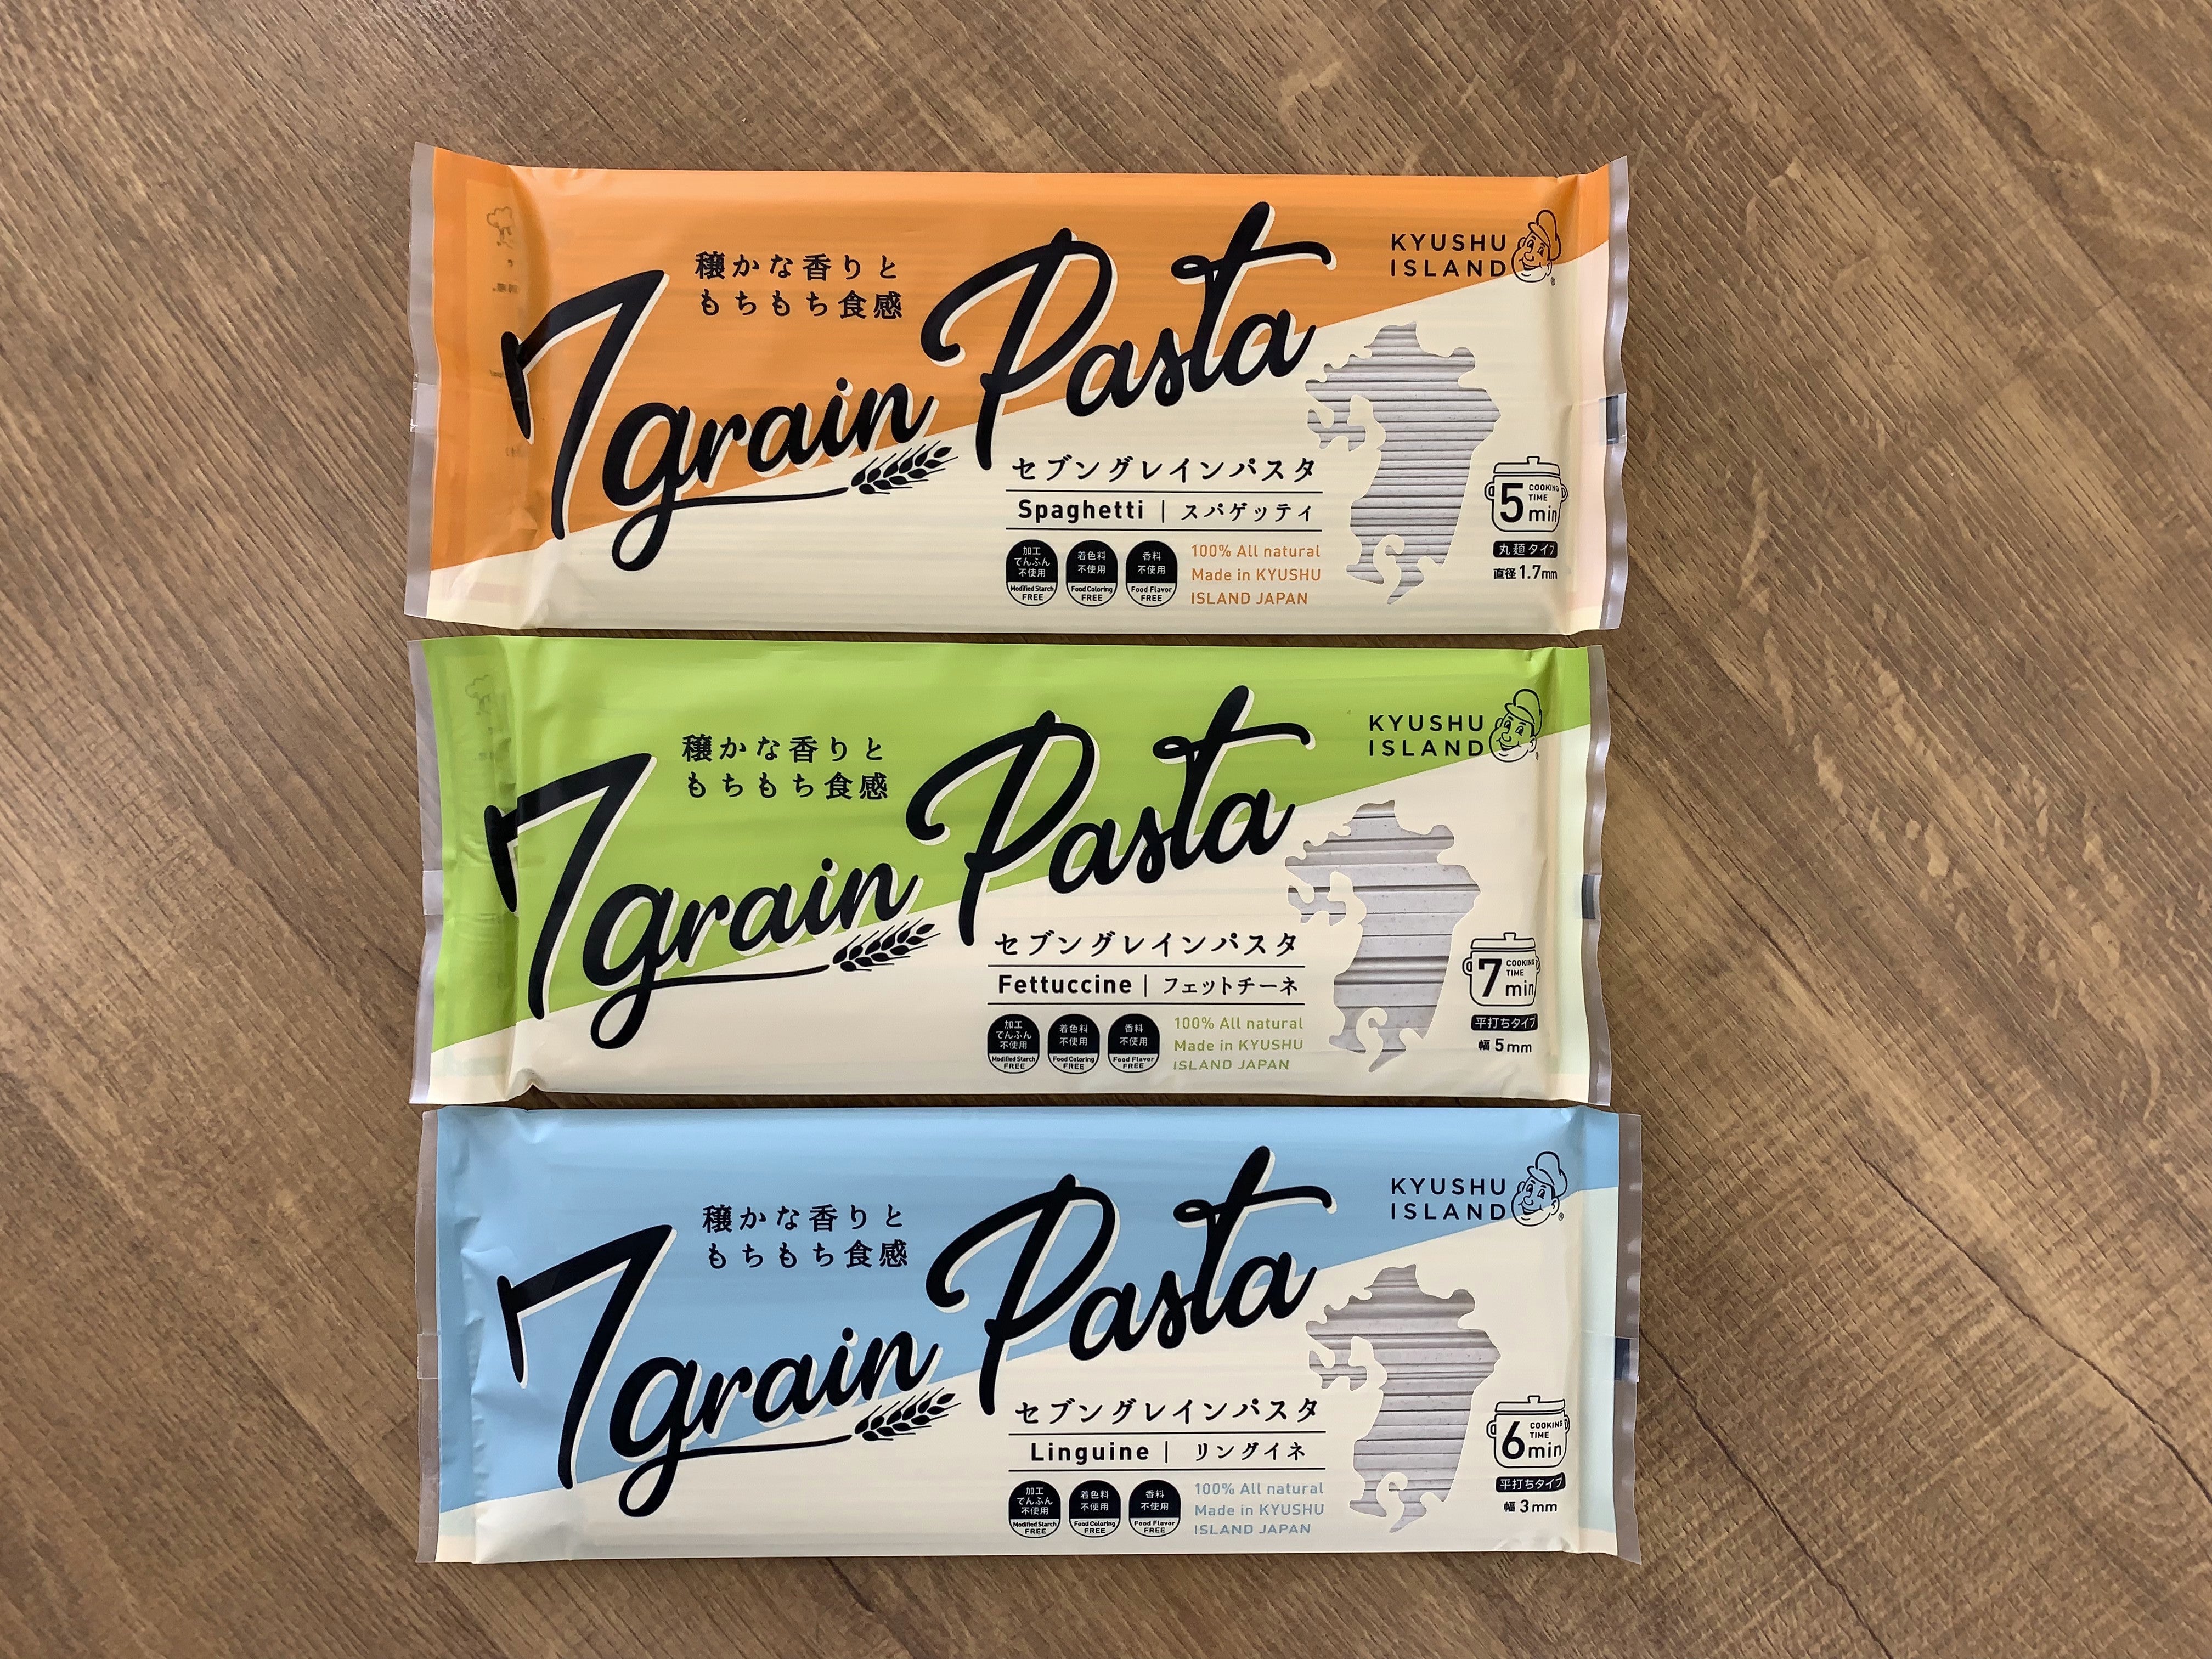 穣かな香りと
もちもち食感
7grain Pasta
KYUSHU
ISLAND
®
セブングレインパスタ
Spaghetti | スパゲッティ
加工
でんぷん
不使用
Modified Starch
FREE
着色料
不使用
Food Coloring
FREE
香料
不使用
Food Flavor
FREE
100% All natural
Made in KYUSHU
ISLAND JAPAN
5 min
COOKING
TIME
丸麺タイプ
直径1.7mm
穣かな香りと
もちもち食感
7grain Pasta
KYUSHU
ISLAND
セブングレインパスタ
Fettuccine | フェットチーネ
加工
でんぷん
不使用
Modified Starch
FREE
着色料
不使用
Food Coloring
FREE
香料
不使用
Food Flavor
FREE
100% All natural
Made in KYUSHU
ISLAND JAPAN
7 min
COOKING
TIME
平打ちタイプ
幅5mm
穣かな香りと
もちもち食感
7grain Pasta
KYUSHU
ISLAND
®
セブングレインパスタ
Linguine | リングイネ
加工
でんぷん
不使用
Modified Starch
FREE
着色料
不使用
Food Coloring
FREE
香料
不使用
Food Flavor
FREE
100% All natural
Made in KYUSHU
ISLAND JAPAN
6 min
COOKING
TIME
平打ちタイプ
幅3mm